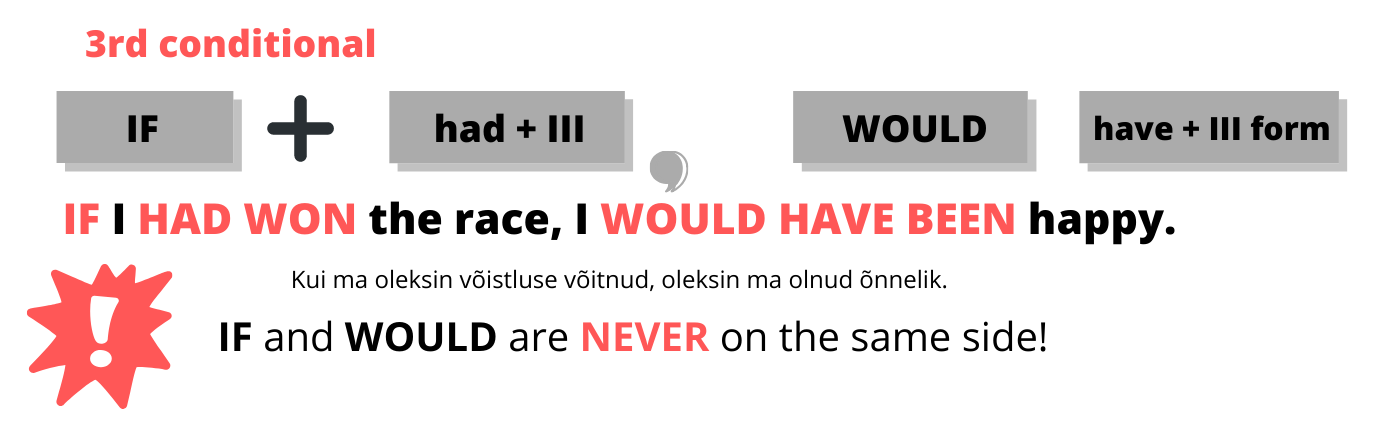 3rd conditional
IF + had + III , WOULD have + III form
IF I HAD WON the race, I WOULD HAVE BEEN happy.
Kui ma oleksin võistluse võitnud, oleksin ma olnud õnnelik.
! IF and WOULD are NEVER on the same side!